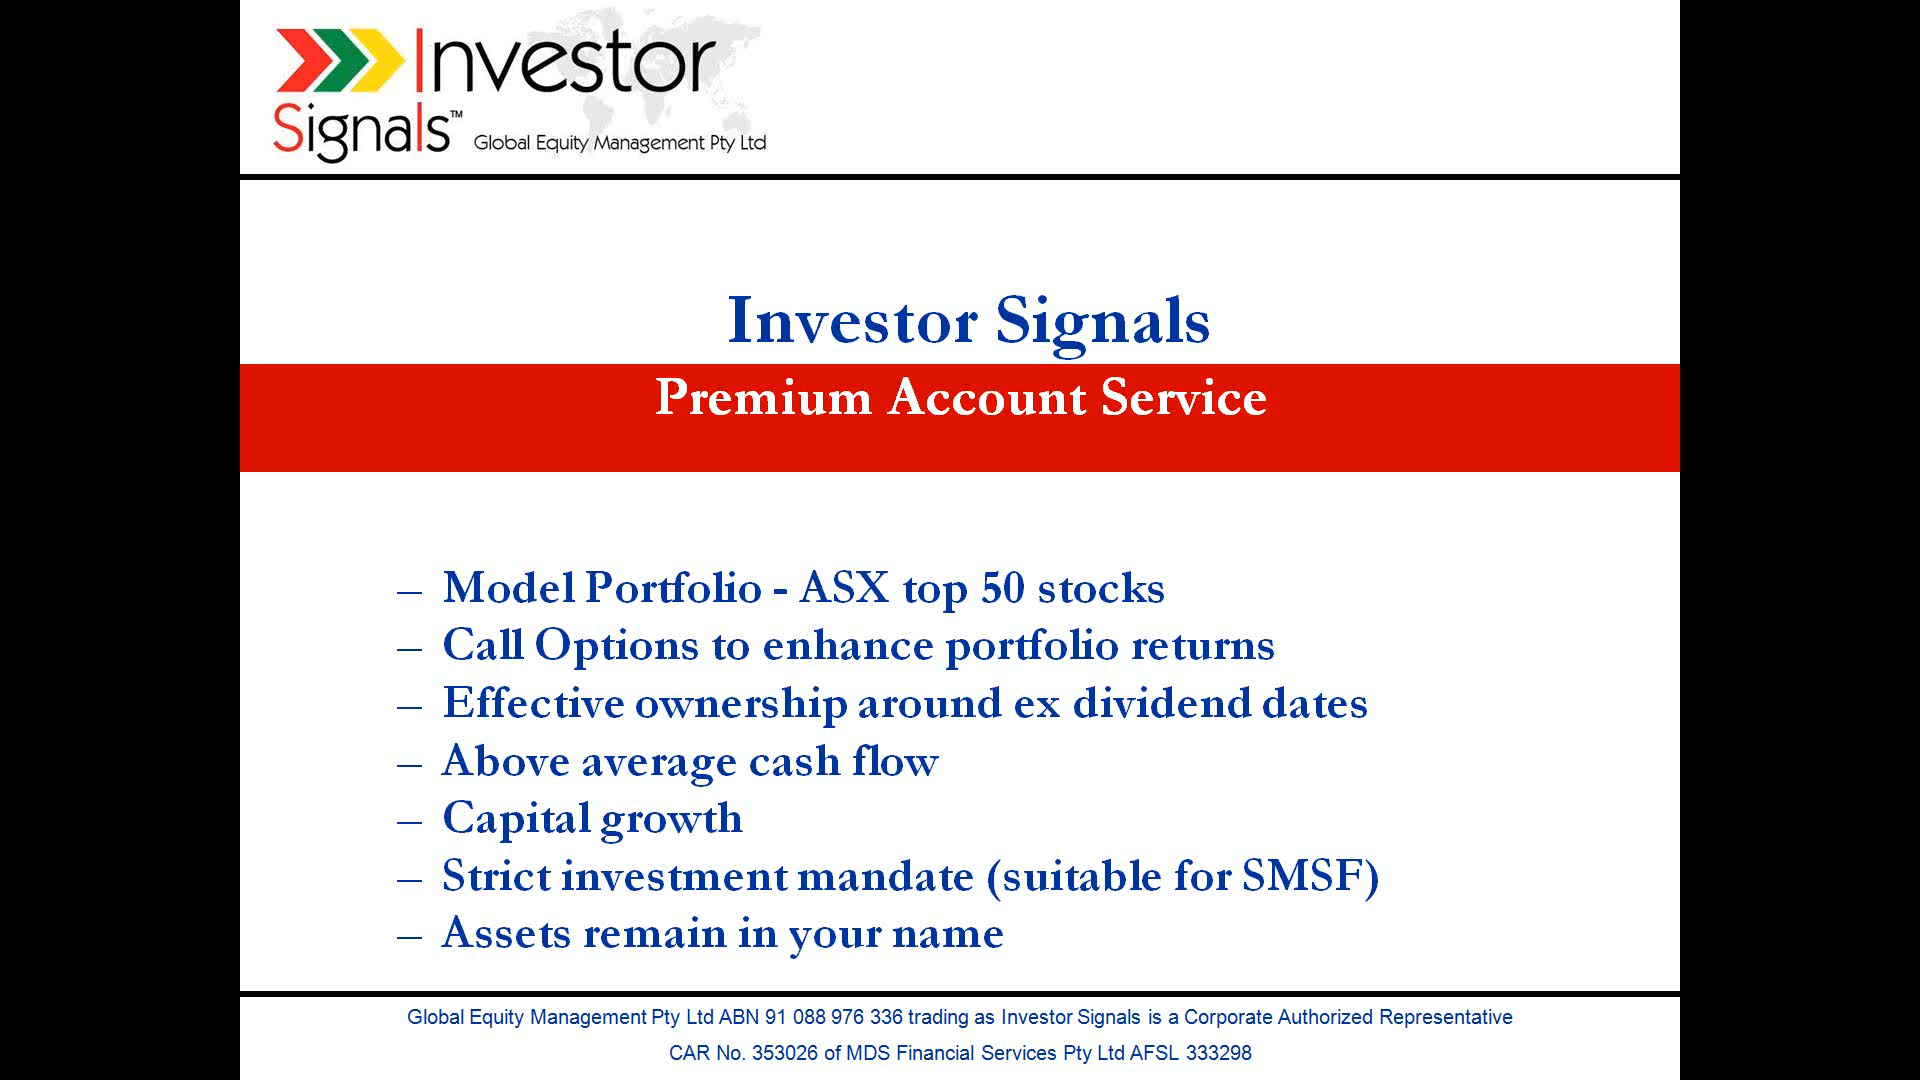 Investor
Signals™ Global Equity Management Pty Ltd
Investor Signals
Premium Account Service
– Model Portfolio - ASX top 50 stocks
– Call Options to enhance portfolio returns
– Effective ownership around ex dividend dates
– Above average cash flow
– Capital growth
– Strict investment mandate (suitable for SMSF)
– Assets remain in your name
Global Equity Management Pty Ltd ABN 91 088 976 336 trading as Investor Signals is a Corporate Authorized Representative
CAR No. 353026 of MDS Financial Services Pty Ltd AFSL 333298